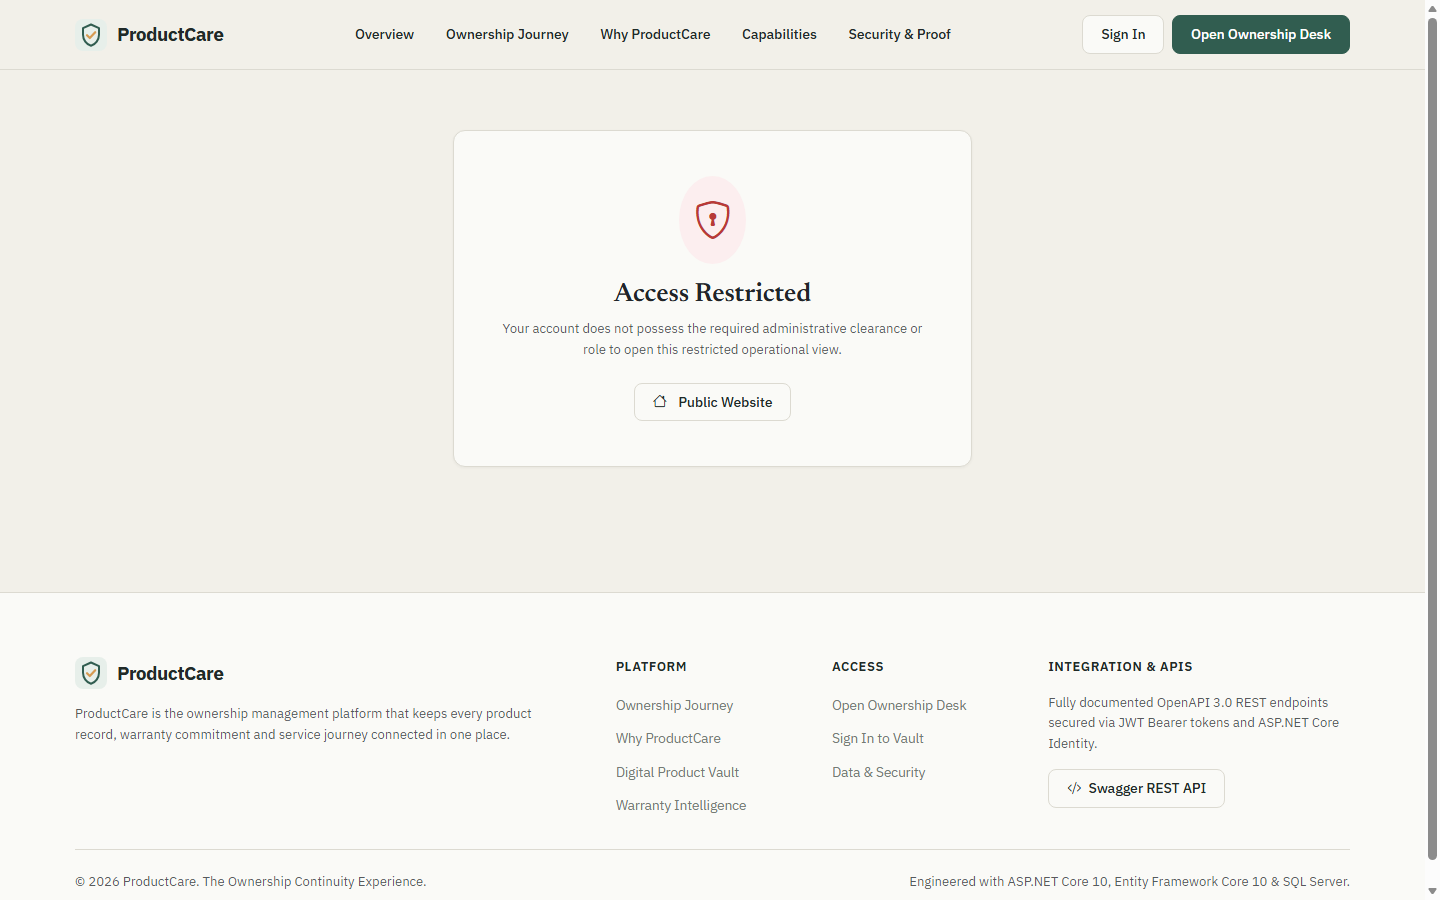 ProductCare
Overview
Ownership Journey
Why ProductCare
Capabilities
Security & Proof
Sign In
Open Ownership Desk
Access Restricted
Your account does not possess the required administrative clearance or
role to open this restricted operational view.
Public Website
ProductCare
ProductCare is the ownership management platform that keeps every product
record, warranty commitment and service journey connected in one place.
PLATFORM
Ownership Journey
Why ProductCare
Digital Product Vault
Warranty Intelligence
ACCESS
Open Ownership Desk
Sign In to Vault
Data & Security
INTEGRATION & APIS
Fully documented OpenAPI 3.0 REST endpoints
secured via JWT Bearer tokens and ASP.NET Core
Identity.
Swagger REST API
© 2026 ProductCare. The Ownership Continuity Experience.
Engineered with ASP.NET Core 10, Entity Framework Core 10 & SQL Server.